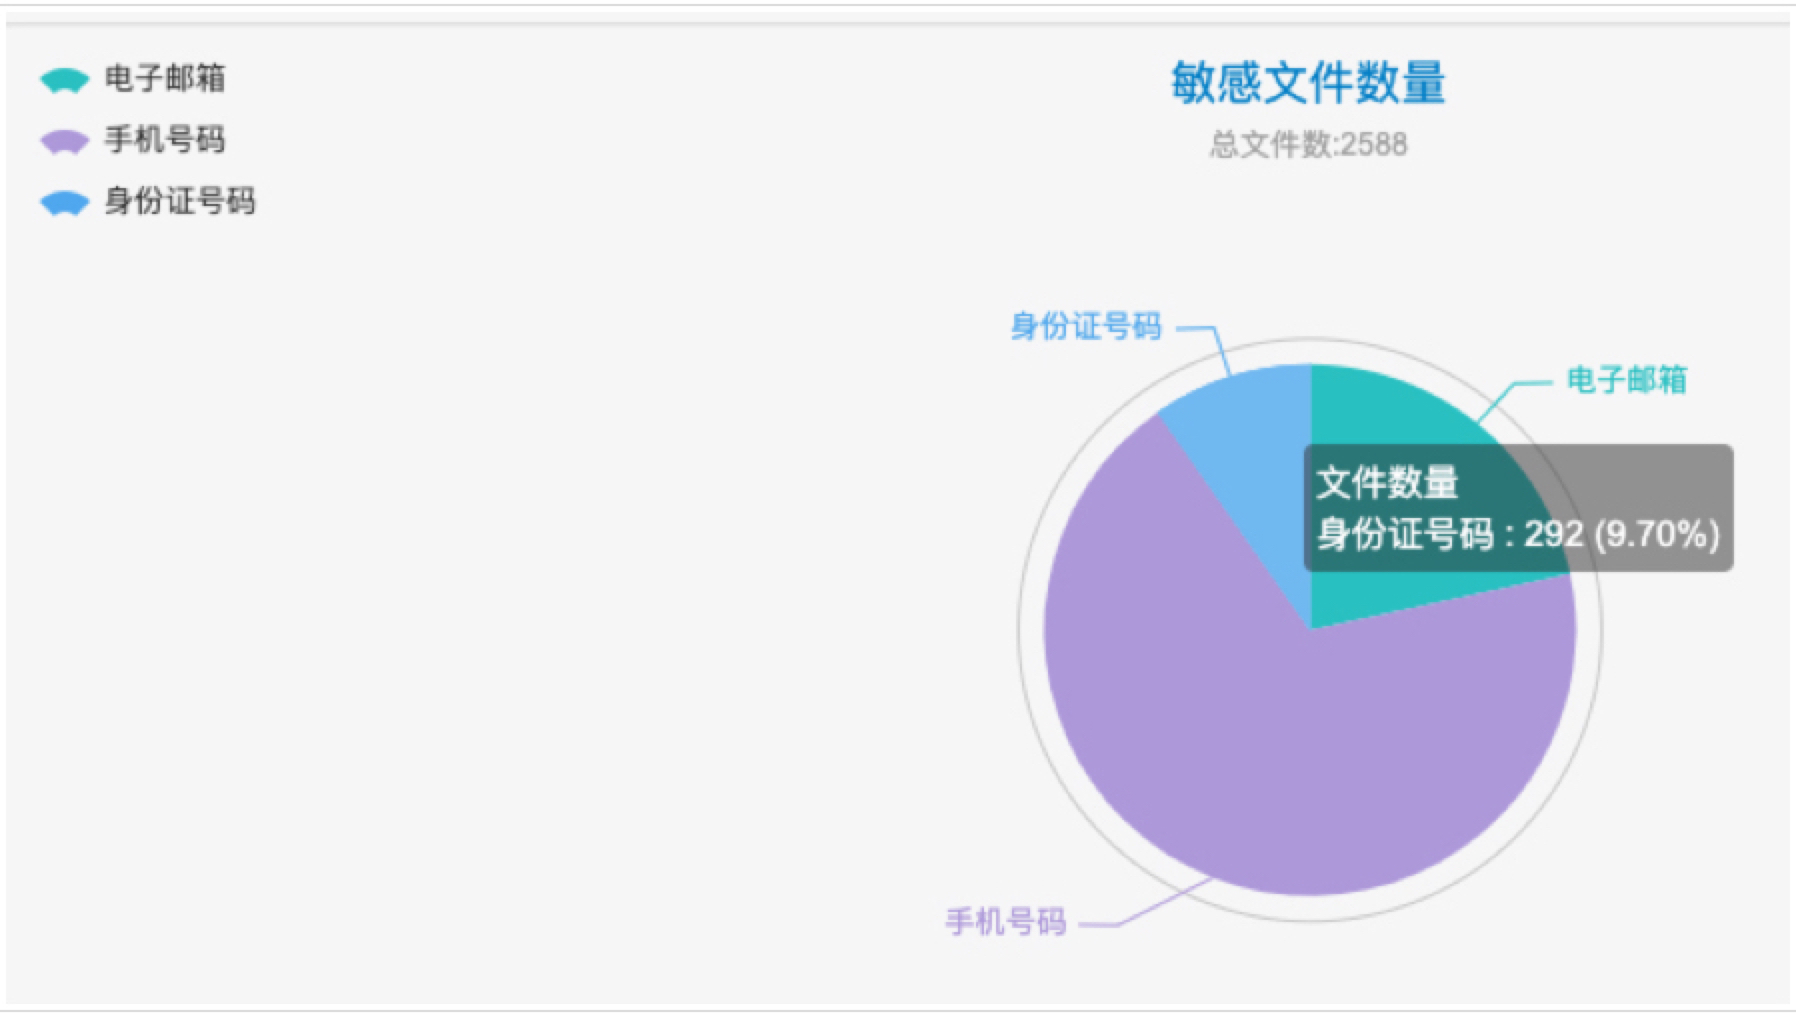 电子邮箱
手机号码
身份证号码
敏感文件数量
总文件数:2588
身份证号码
电子邮箱
文件数量
身份证号码 : 292 (9.70%)
手机号码